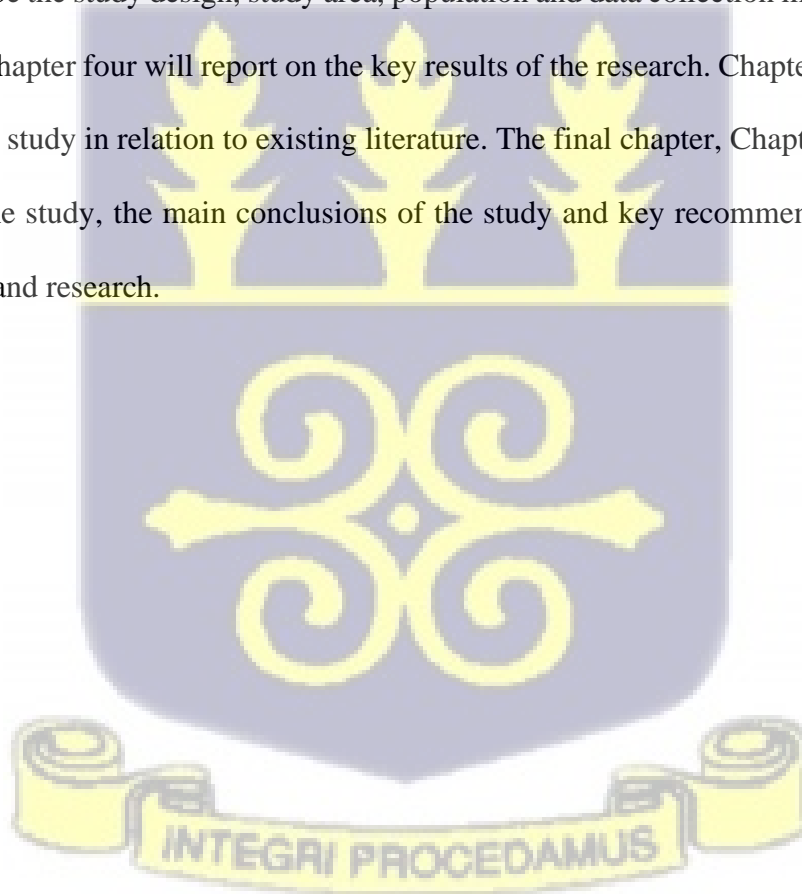 the study design, study area, population and data collection
hapter four will report on the key results of the research. Chapte
study in relation to existing literature. The final chapter, Chapt
e study, the main conclusions of the study and key recommen
and research.
INTEGRI PROCEDAMUS